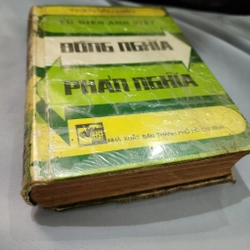 TỪ ĐIỂN ANH VIỆT
ĐỒNG NGHĨA
PHẢN NGHĨA
NHÀ XUẤT BẢN THÀNH PHỐ HỒ CHÍ MINH